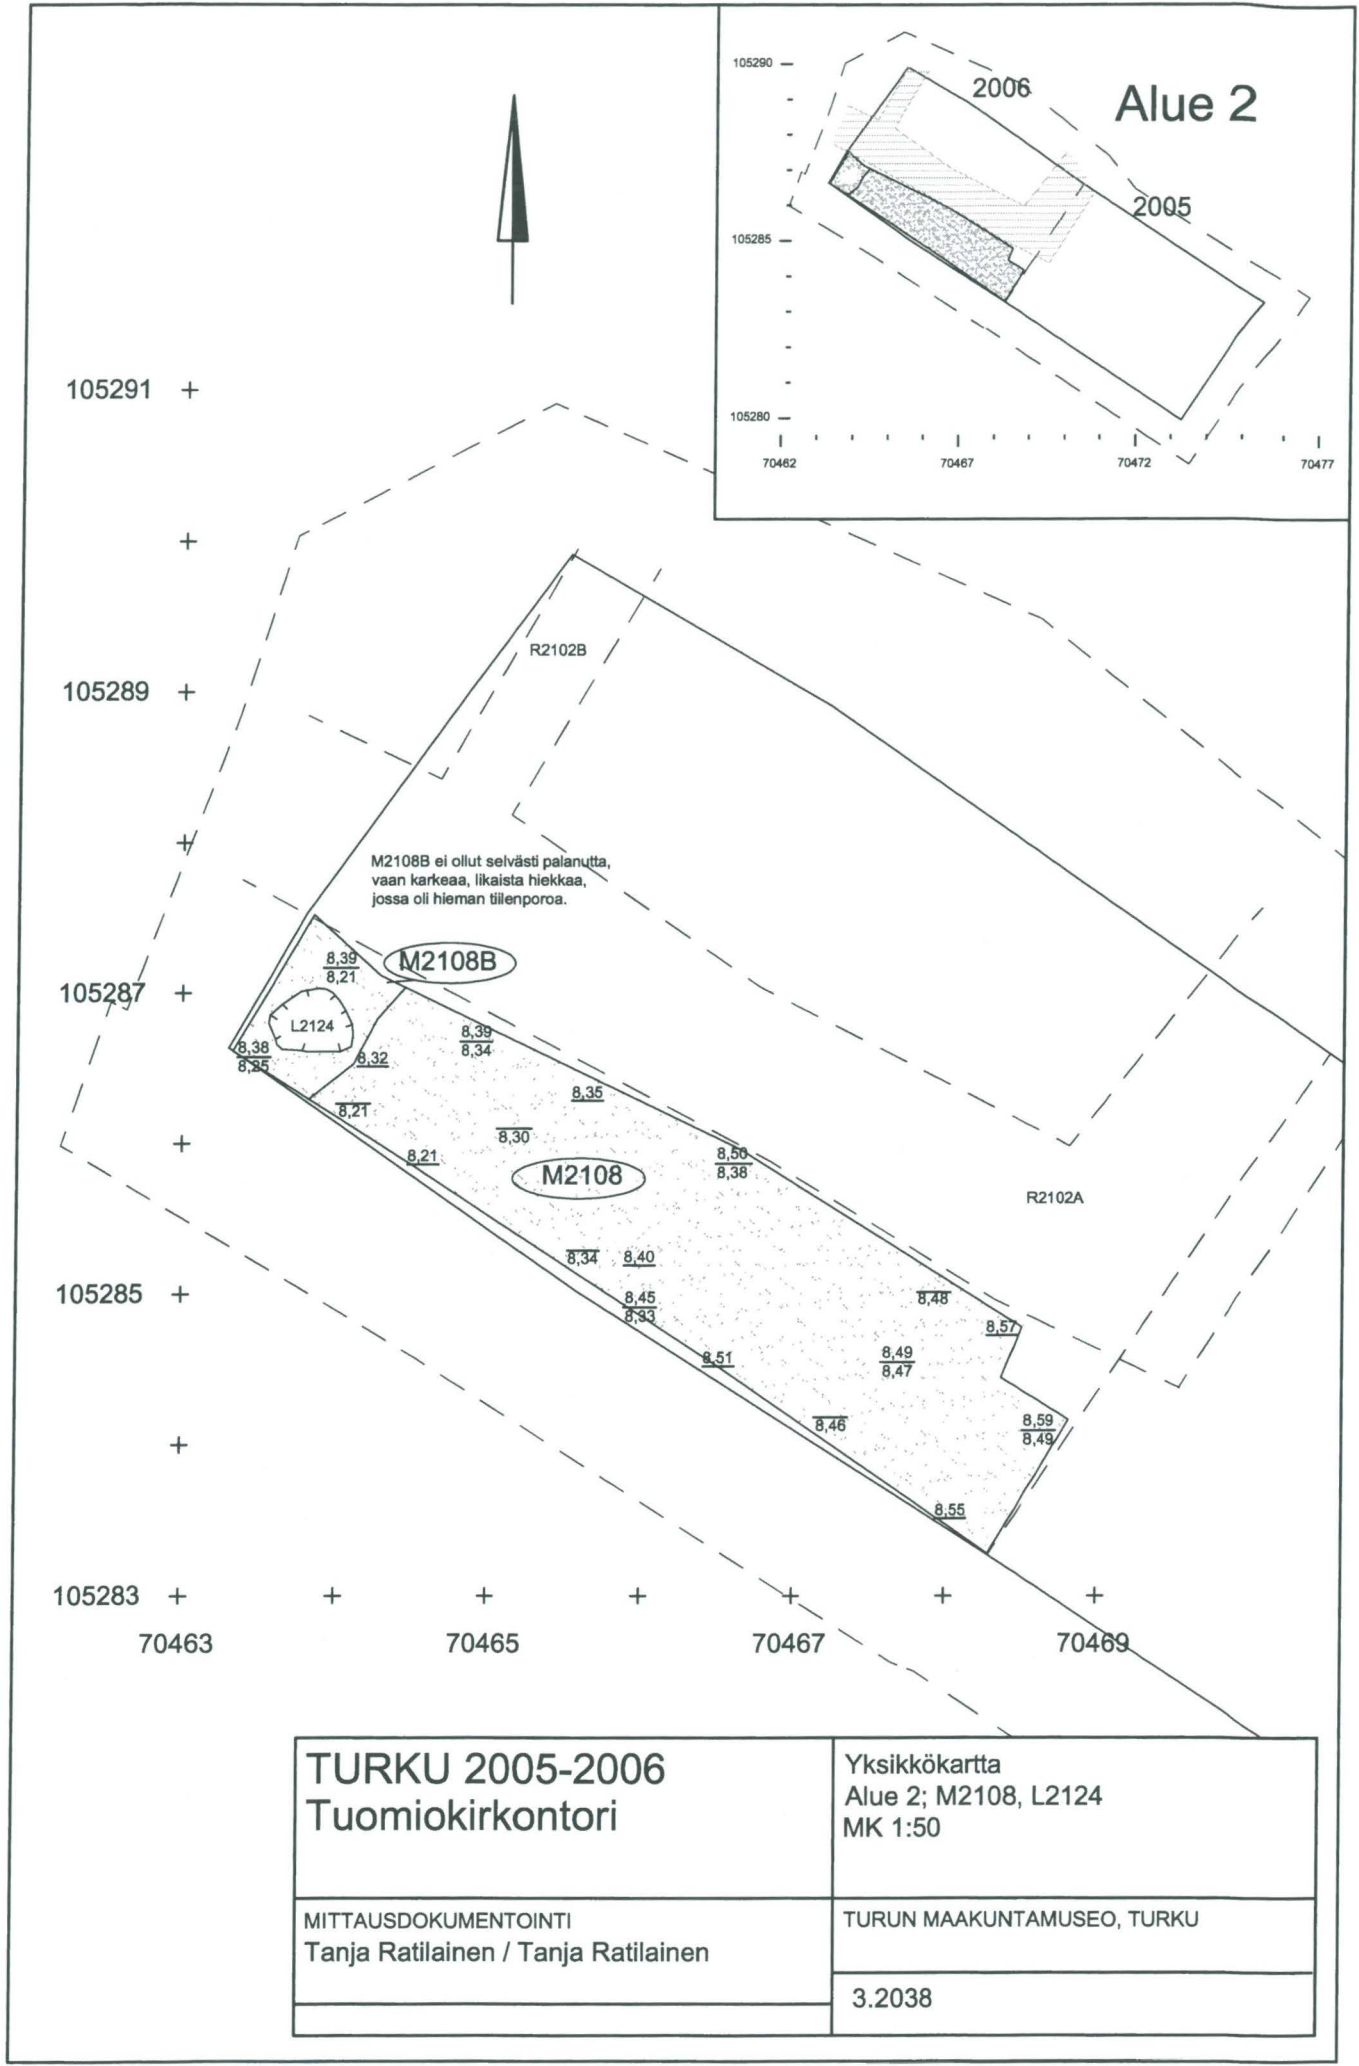 105290
2006
Alue 2
2005
105285
105280
70462
70467
70472
70477
105291
R2102B
105289
M2108B ei ollut selvästi palanutta,
vaan karkeaa, likaista hiekkaa,
jossa oli hieman tiilenporoa.
8,39
8,21
M2108B
105287
L2124
8,39
8,34
8,38
8,25
8,32
8,35
8,21
8,30
8,50
8,38
8,21
M2108
R2102A
8,34
8,40
105285
8,45
8,33
8,48
8,57
8,51
8,49
8,47
8,46
8,59
8,49
8,55
105283
70463
70465
70467
70469
TURKU 2005-2006
Tuomiokirkontori
Yksikkökartta
Alue 2; M2108, L2124
MK 1:50
MITTAUSDOKUMENTOINTI
Tanja Ratilainen / Tanja Ratilainen
TURUN MAAKUNTAMUSEO, TURKU
3.2038